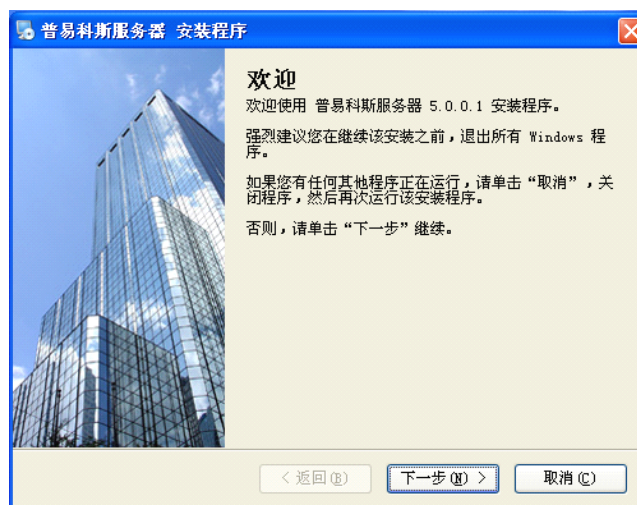 普易科斯服务器 安装程序
欢迎
欢迎使用 普易科斯服务器 5.0.0.1 安装程序。
强烈建议您在继续该安装之前，退出所有 Windows 程
序。
如果您有任何其他程序正在运行，请单击“取消”，关
闭程序，然后再次运行该安装程序。
否则，请单击“下一步”继续。
< 返回(B)
下一步(N) >
取消(C)